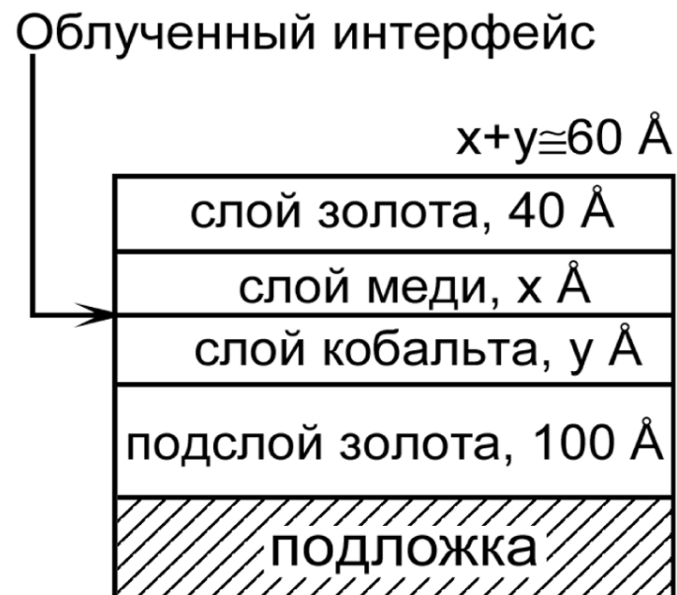 Облученный интерфейс
x+y≅60 Å
слой золота, 40 Å
слой меди, x Å
слой кобальта, y Å
подслой золота, 100 Å
подложка